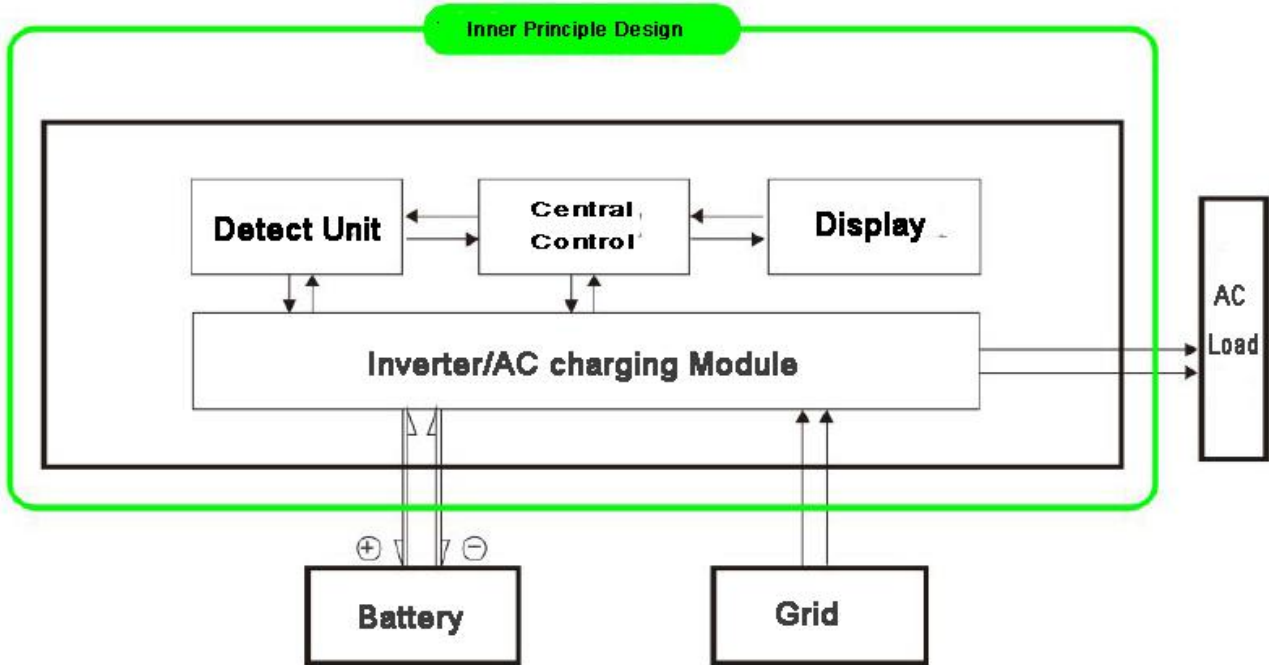 Inner Principle Design
Detect Unit
Central
Control
Display
Inverter/AC charging Module
AC
Load
+
-
Battery
Grid